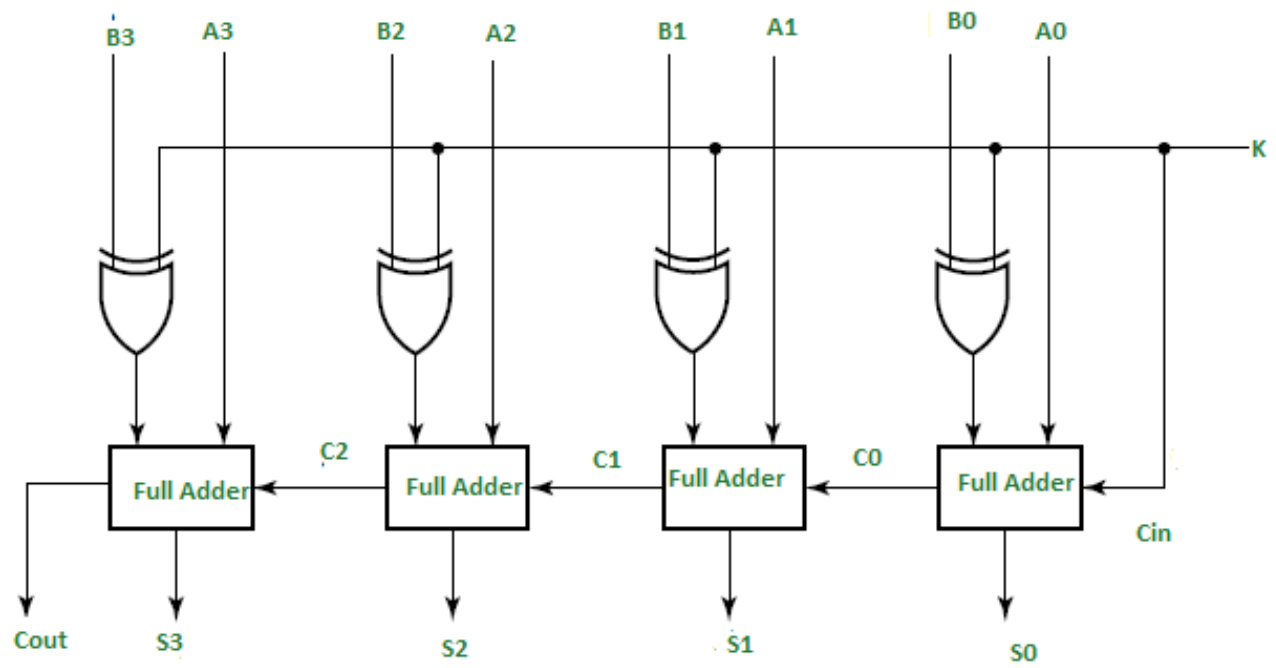 B3 A3 B2 A2 B1 A1 B0 A0
K
C2 C1 C0
Full Adder Full Adder Full Adder Full Adder
Cin
Cout S3 S2 S1 S0